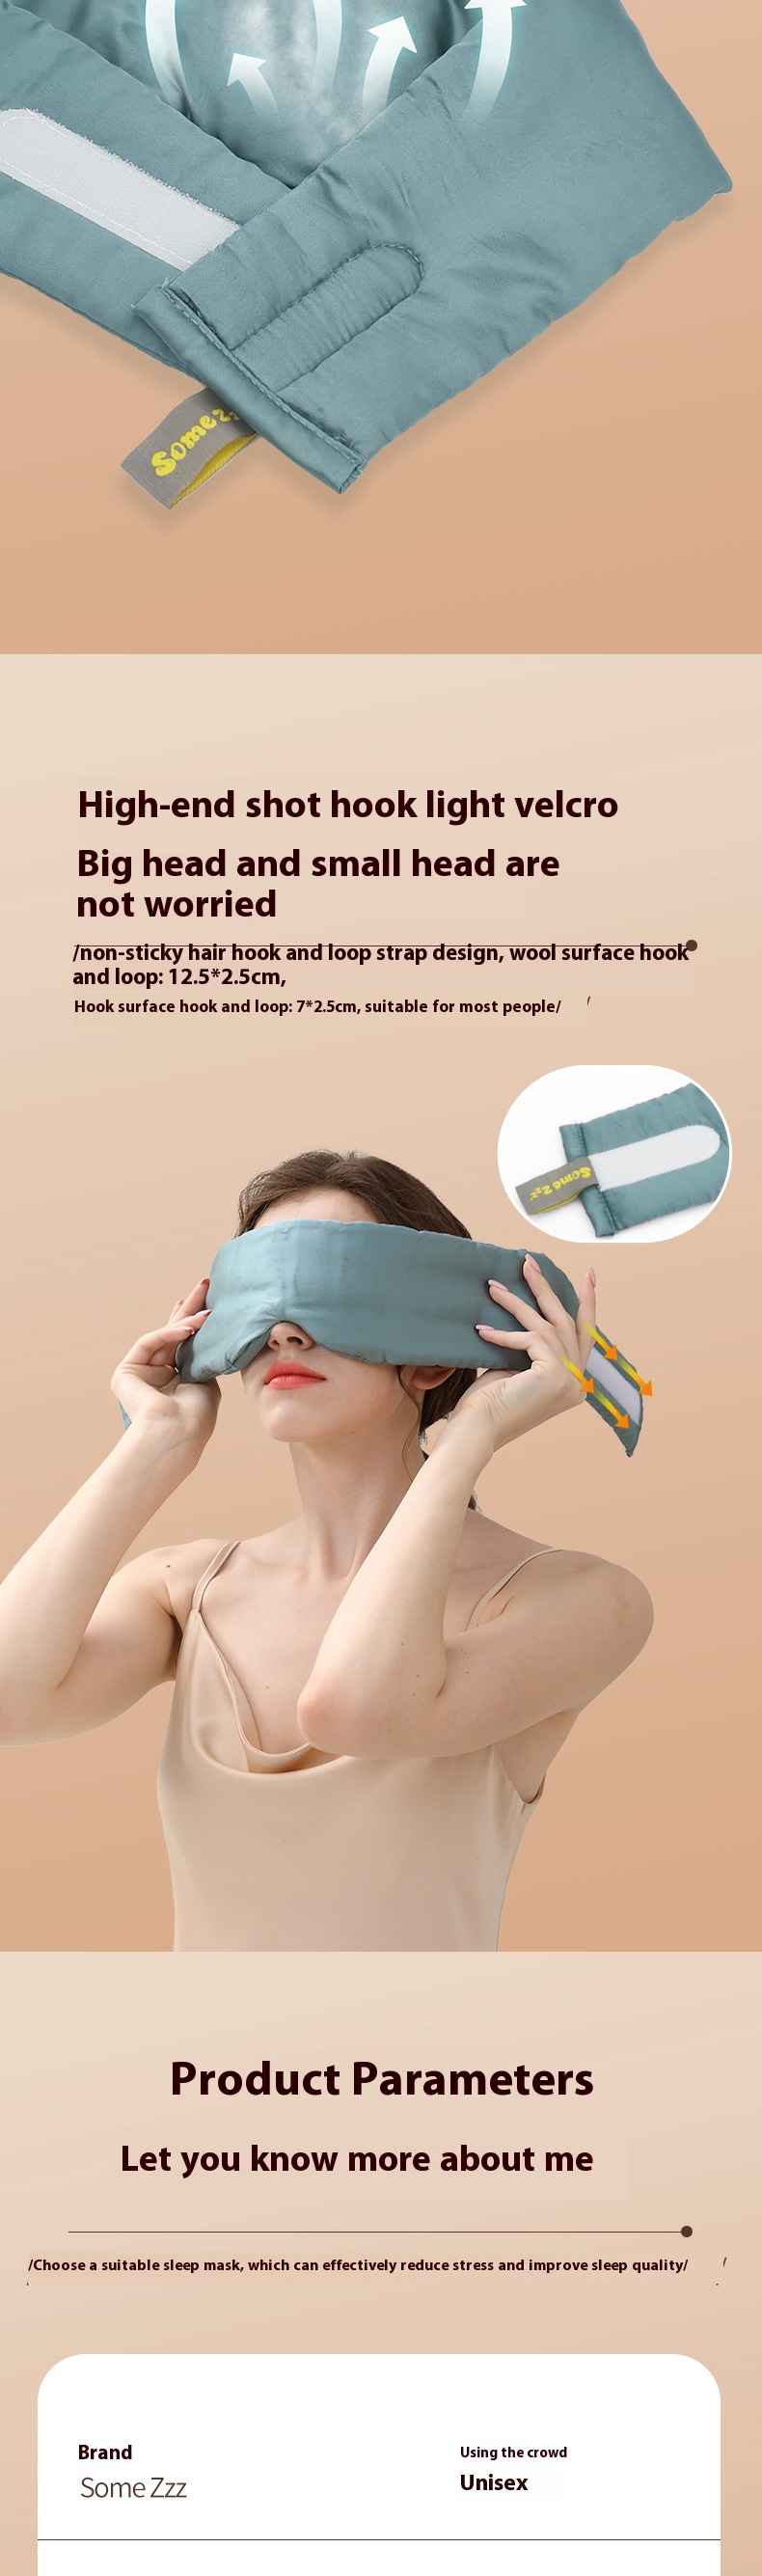 Some Zz
High-end shot hook light velcro
Big head and small head are
not worried
/non-sticky hair hook and loop strap design, wool surface hook
and loop: 12.5*2.5cm,
Hook surface hook and loop: 7*2.5cm, suitable for most people/
Some Zzz
Product Parameters
Let you know more about me
/Choose a suitable sleep mask, which can effectively reduce stress and improve sleep quality/
Brand
Using the crowd
Some Zzz
Unisex